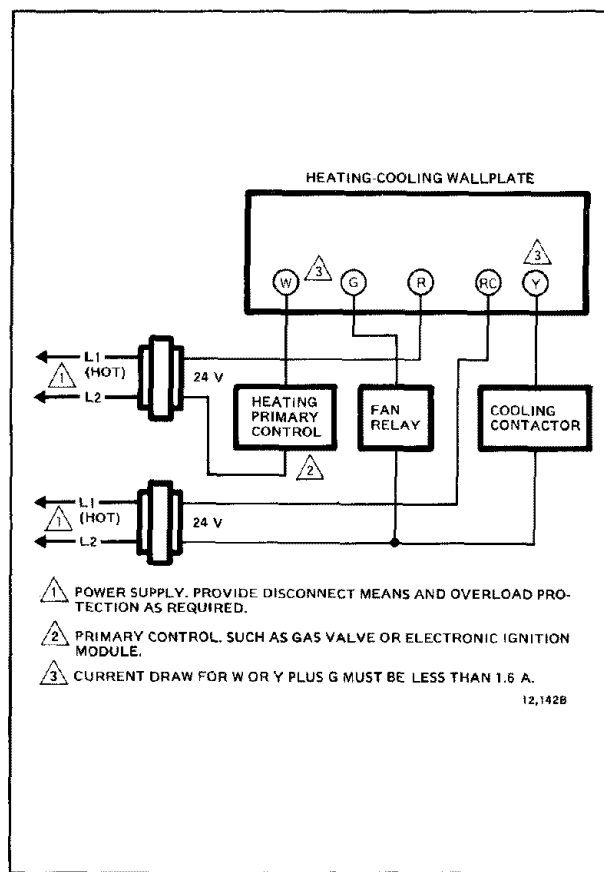 HEATING-COOLING WALLPLATE
3
3
W
G
R
RC
Y
L1
(HOT)
1
L2
24 V
HEATING
PRIMARY
CONTROL
FAN
RELAY
COOLING
CONTACTOR
2
L1
(HOT)
1
L2
24 V
1 POWER SUPPLY. PROVIDE DISCONNECT MEANS AND OVERLOAD PRO-
TECTION AS REQUIRED.
2 PRIMARY CONTROL. SUCH AS GAS VALVE OR ELECTRONIC IGNITION
MODULE.
3 CURRENT DRAW FOR W OR Y PLUS G MUST BE LESS THAN 1.6 A.
12,142B